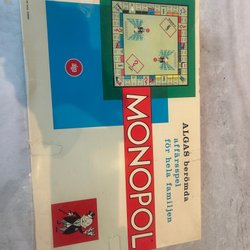 ALGAS berömda
affärsspel
för hela familjen
MONOPOL